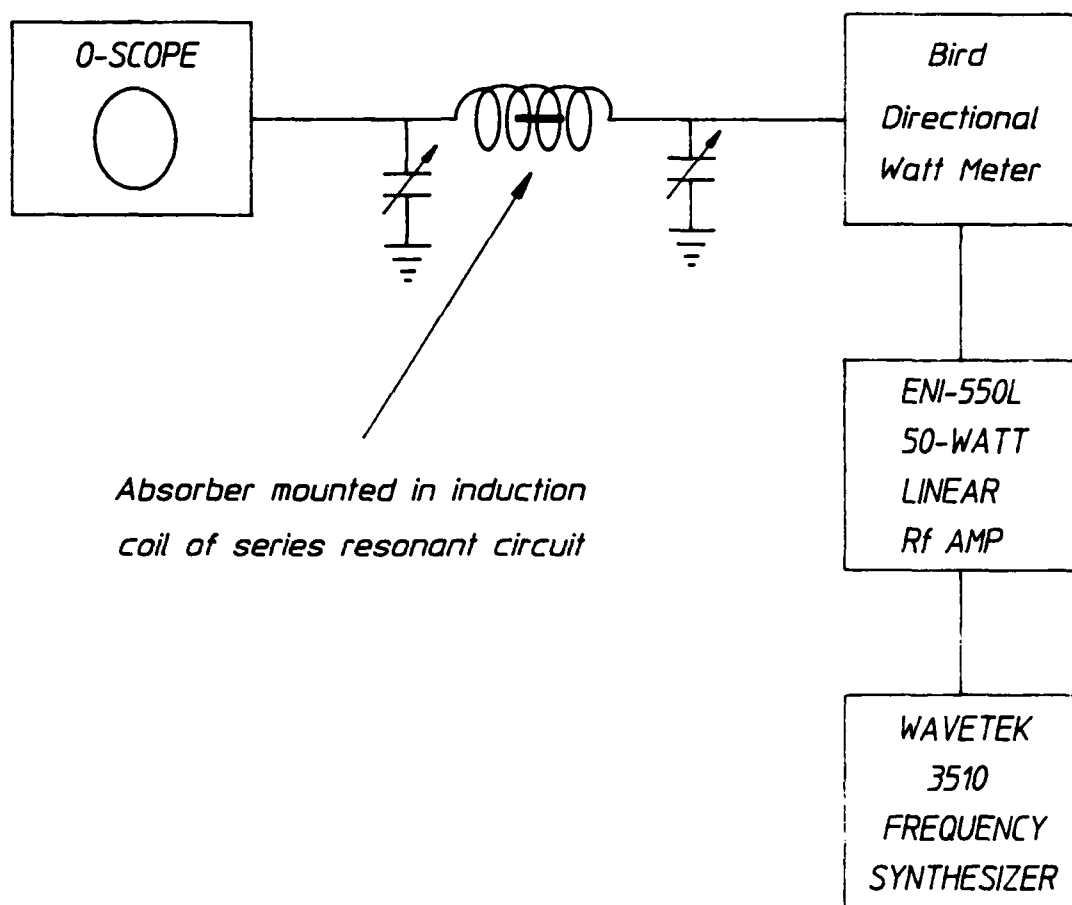 O-SCOPE
Bird
Directional
Watt Meter
Absorber mounted in induction
coil of series resonant circuit
ENI-550L
50-WATT
LINEAR
Rf AMP
WAVETEK
3510
FREQUENCY
SYNTHESIZER